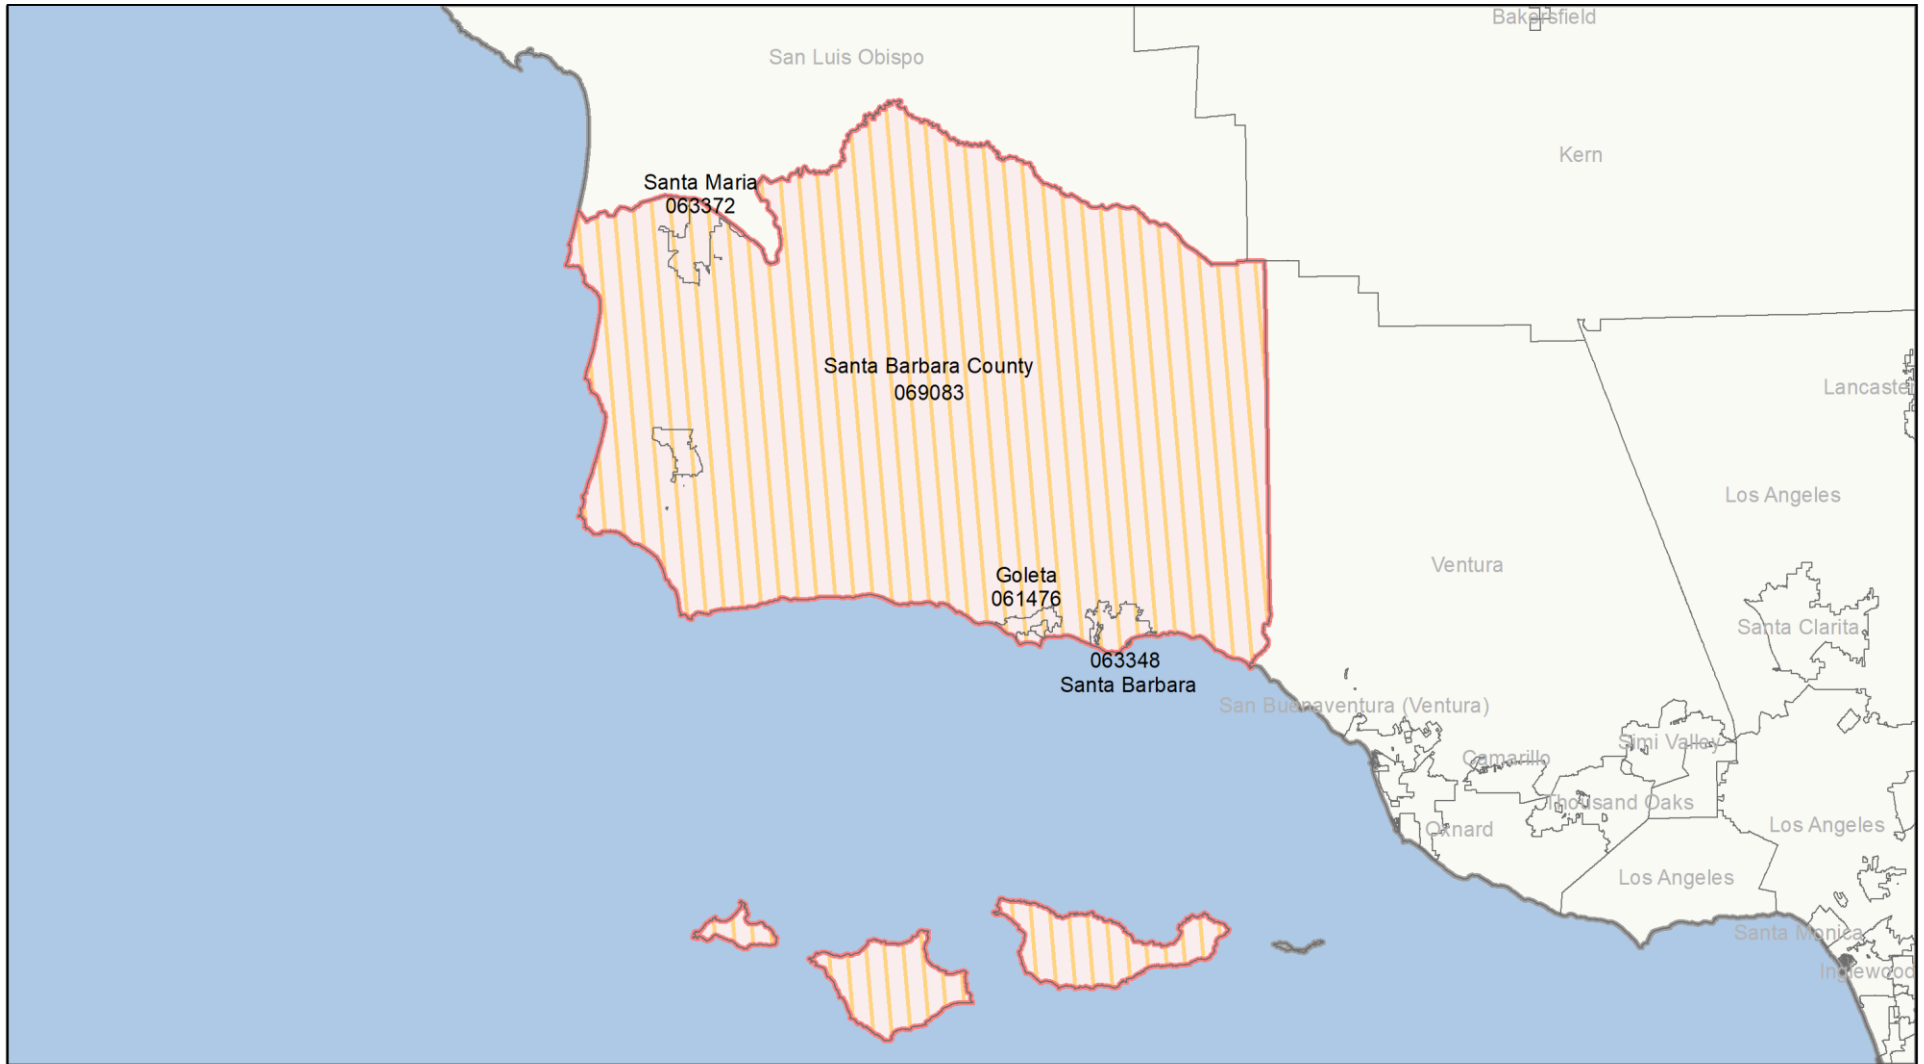 Bakersfield
San Luis Obispo
Kern
Santa Maria
063372
Santa Barbara County
069083
Lancaster
Los Angeles
Ventura
Goleta
061476
Santa Clarita
063348
Santa Barbara
San Buenaventura (Ventura)
Simi Valley
Camarillo
Thousand Oaks
Los Angeles
Oxnard
Los Angeles
Santa Monica
Inglewood